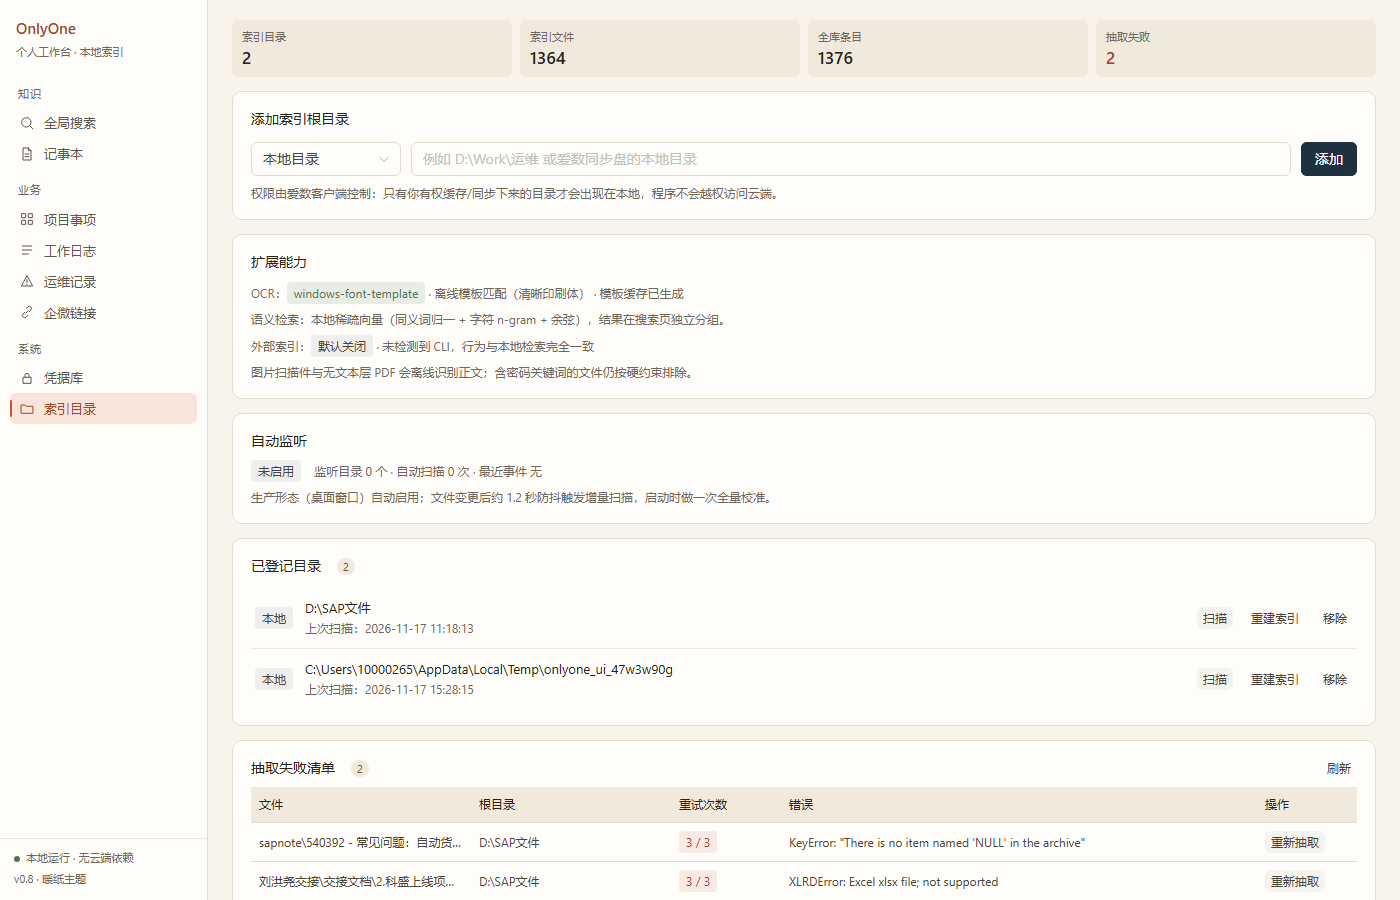 OnlyOne
个人工作台 · 本地索引
知识
全局搜索
记事本
业务
项目事项
工作日志
运维记录
企微链接
系统
凭据库
索引目录
本地运行 · 无云端依赖
v0.8 · 暖纸主题
索引目录
2
索引文件
1364
全库条目
1376
抽取失败
2
添加索引根目录
本地目录
例如 D:\Work\运维 或爱数同步盘的本地目录
添加
权限由爱数客户端控制：只有你有权缓存/同步下来的目录才会出现在本地，程序不会越权访问云端。
扩展能力
OCR： windows-font-template · 离线模板匹配（清晰印刷体） · 模板缓存已生成
语义检索：本地稀疏向量（同义词归一 + 字符 n-gram + 余弦），结果在搜索页独立分组。
外部索引： 默认关闭 · 未检测到 CLI，行为与本地检索完全一致
图片扫描件与无文本层 PDF 会离线识别正文；含密码关键词的文件仍按硬约束排除。
自动监听
未启用 监听目录 0 个 · 自动扫描 0 次 · 最近事件 无
生产形态（桌面窗口）自动启用；文件变更后约 1.2 秒防抖触发增量扫描，启动时做一次全量校准。
已登记目录 2
本地
D:\SAP文件
上次扫描：2026-11-17 11:18:13
扫描 重建索引 移除
本地
C:\Users\10000265\AppData\Local\Temp\onlyone_ui_47w3w90g
上次扫描：2026-11-17 15:28:15
扫描 重建索引 移除
抽取失败清单 2
刷新
文件 根目录 重试次数 错误 操作
sapnote\540392 - 常见问题：自动货... D:\SAP文件 3 / 3 KeyError: "There is no item named 'NULL' in the archive" 重新抽取
刘洪尧交接\交接文档\2.科盛上线项... D:\SAP文件 3 / 3 XLRDError: Excel xlsx file; not supported 重新抽取